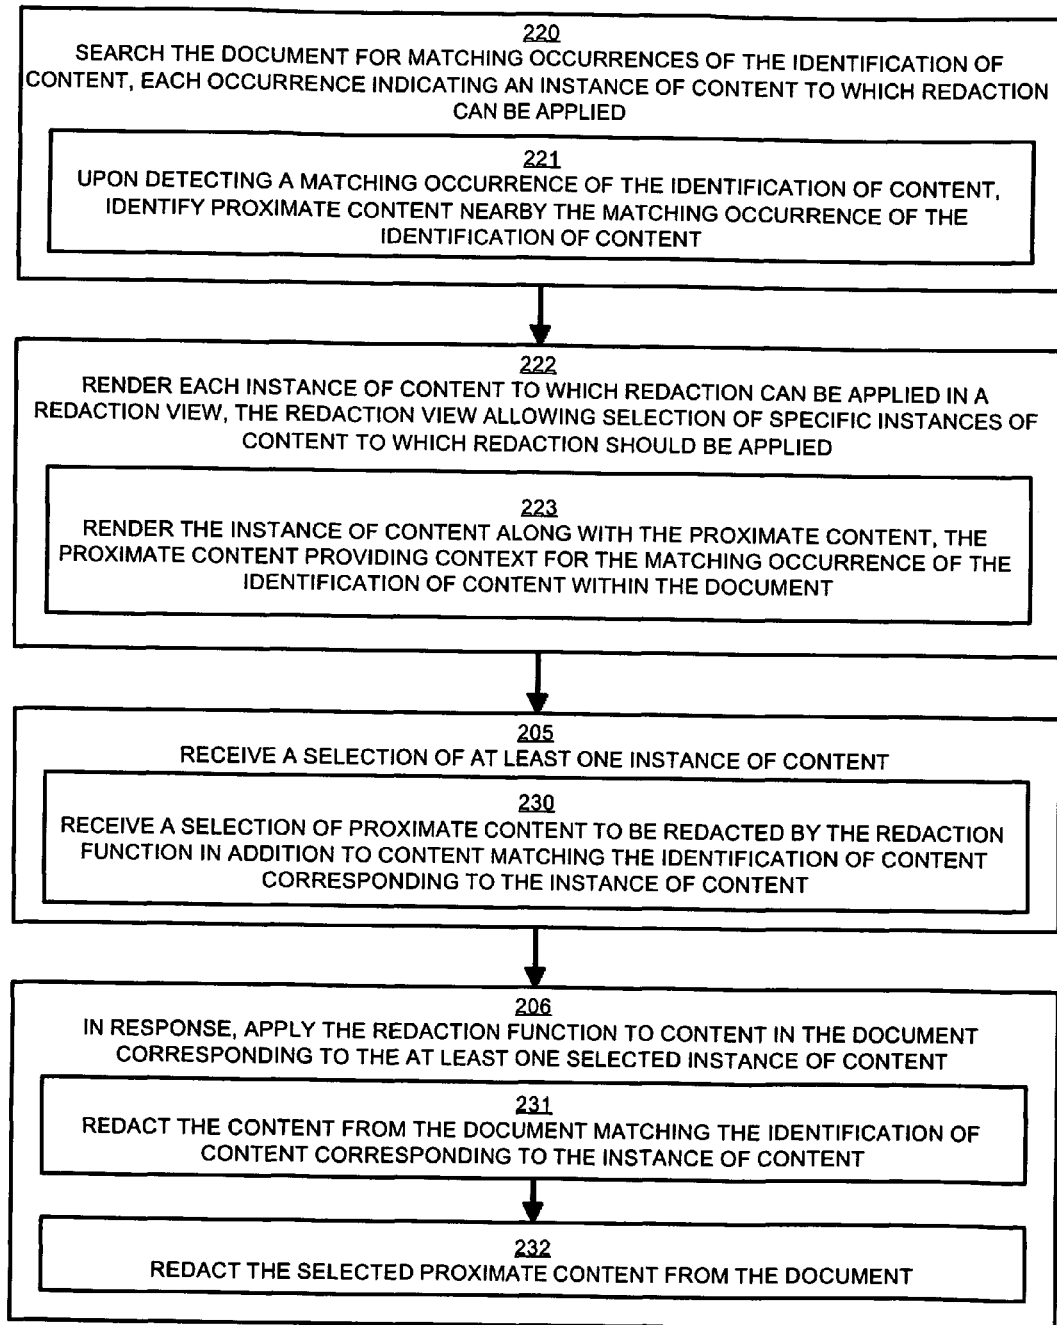 220
SEARCH THE DOCUMENT FOR MATCHING OCCURRENCES OF THE IDENTIFICATION OF
CONTENT, EACH OCCURRENCE INDICATING AN INSTANCE OF CONTENT TO WHICH REDACTION
CAN BE APPLIED
221
UPON DETECTING A MATCHING OCCURRENCE OF THE IDENTIFICATION OF CONTENT,
IDENTIFY PROXIMATE CONTENT NEARBY THE MATCHING OCCURRENCE OF THE
IDENTIFICATION OF CONTENT
222
RENDER EACH INSTANCE OF CONTENT TO WHICH REDACTION CAN BE APPLIED IN A
REDACTION VIEW, THE REDACTION VIEW ALLOWING SELECTION OF SPECIFIC INSTANCES OF
CONTENT TO WHICH REDACTION SHOULD BE APPLIED
223
RENDER THE INSTANCE OF CONTENT ALONG WITH THE PROXIMATE CONTENT, THE
PROXIMATE CONTENT PROVIDING CONTEXT FOR THE MATCHING OCCURRENCE OF THE
IDENTIFICATION OF CONTENT WITHIN THE DOCUMENT
205
RECEIVE A SELECTION OF AT LEAST ONE INSTANCE OF CONTENT
230
RECEIVE A SELECTION OF PROXIMATE CONTENT TO BE REDACTED BY THE REDACTION
FUNCTION IN ADDITION TO CONTENT MATCHING THE IDENTIFICATION OF CONTENT
CORRESPONDING TO THE INSTANCE OF CONTENT
206
IN RESPONSE, APPLY THE REDACTION FUNCTION TO CONTENT IN THE DOCUMENT
CORRESPONDING TO THE AT LEAST ONE SELECTED INSTANCE OF CONTENT
231
REDACT THE CONTENT FROM THE DOCUMENT MATCHING THE IDENTIFICATION OF
CONTENT CORRESPONDING TO THE INSTANCE OF CONTENT
232
REDACT THE SELECTED PROXIMATE CONTENT FROM THE DOCUMENT